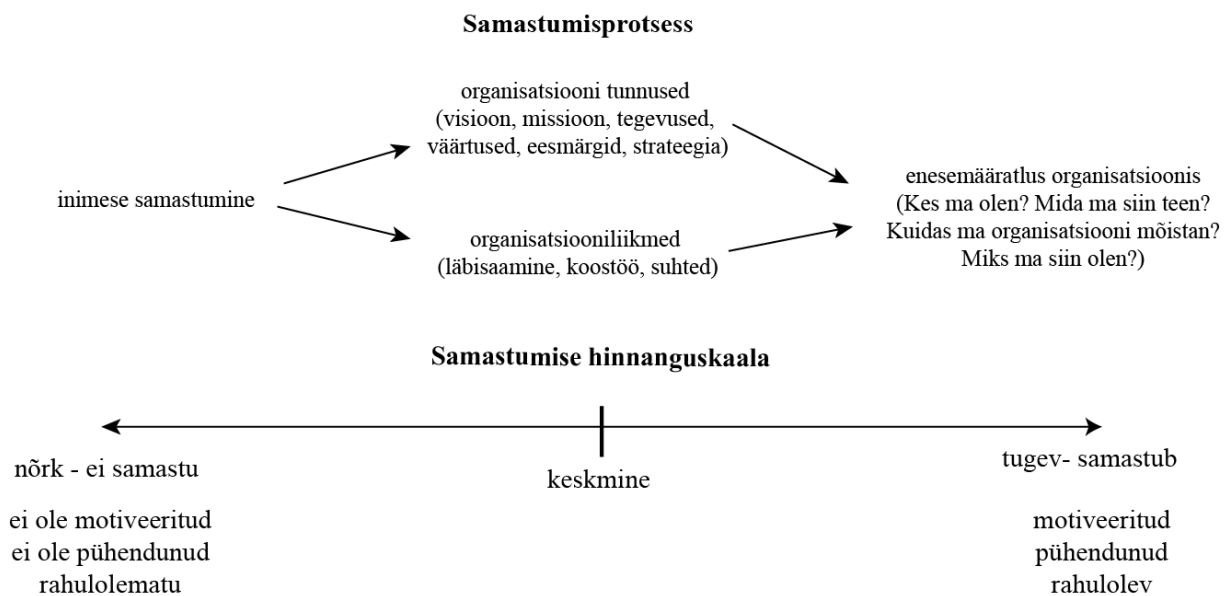 Samastumisprotsess
organisatsiooni tunnused
(visioon, missioon, tegevused,
väärtused, eesmärgid, strateegia)
inimese samastumine
organisatsiooniliikmed
(läbisaamine, koostöö, suhted)
enesemääratlus organisatsioonis
(Kes ma olen? Mida ma siin teen?
Kuidas ma organisatsiooni mõistan?
Miks ma siin olen?)
Samastumise hinnanguskaala
nõrk - ei samastu
keskmine
tugev- samastub
ei ole motiveeritud
ei ole pühendunud
rahulolematu
motiveeritud
pühendunud
rahulolev